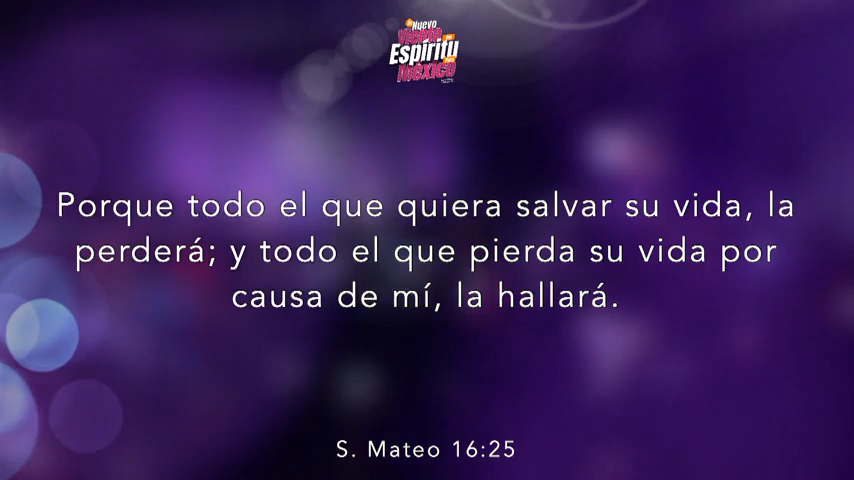 Nuevo
Espíritu
México
Porque todo el que quiera salvar su vida, la
perderá; y todo el que pierda su vida por
causa de mí, la hallará.
S. Mateo 16:25